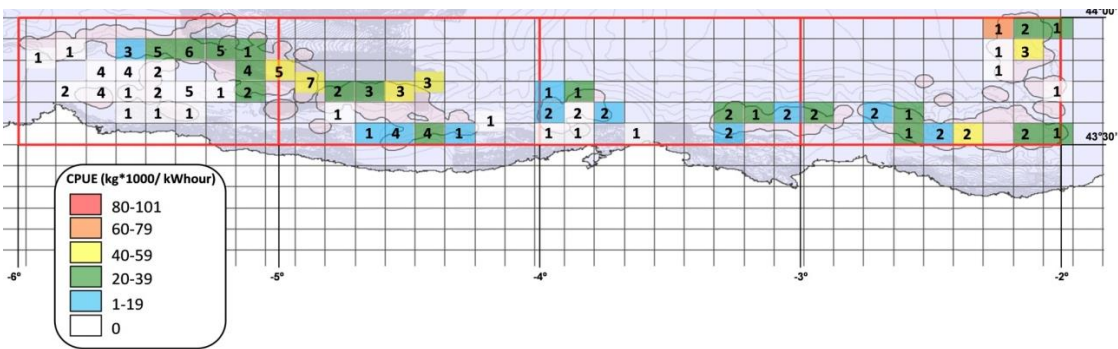 44°00'
1 2 1
1 1 3 5 6 5 1 1 3
4 4 2 4 5 7 3 1
2 4 1 2 5 1 2 2 3 3 1 1 1
1 1 1 1 1 2 2 2 2 1 2 2 2 1
1 4 4 1 1 1 1 2 1 2 2 2 1
43°30'
CPUE (kg*1000/ kWhour)
80-101
60-79
40-59
20-39
1-19
0
-6° -5° -4° -3° -2°